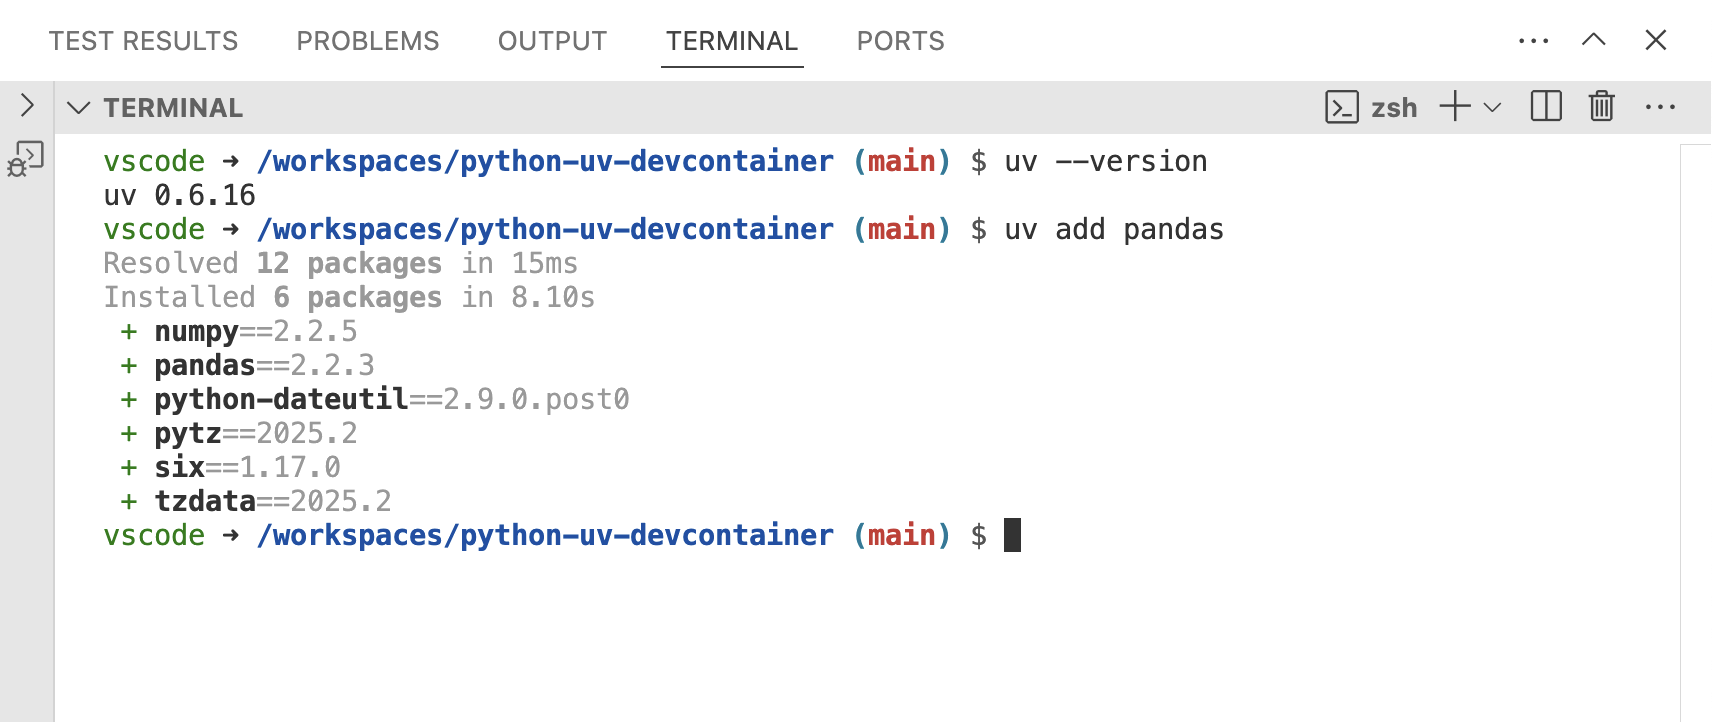 TEST RESULTS PROBLEMS OUTPUT TERMINAL PORTS
TERMINAL zsh
vscode ➜ /workspaces/python-uv-devcontainer (main) $ uv --version
uv 0.6.16
vscode ➜ /workspaces/python-uv-devcontainer (main) $ uv add pandas
Resolved 12 packages in 15ms
Installed 6 packages in 8.10s
+ numpy==2.2.5
+ pandas==2.2.3
+ python-dateutil==2.9.0.post0
+ pytz==2025.2
+ six==1.17.0
+ tzdata==2025.2
vscode ➜ /workspaces/python-uv-devcontainer (main) $